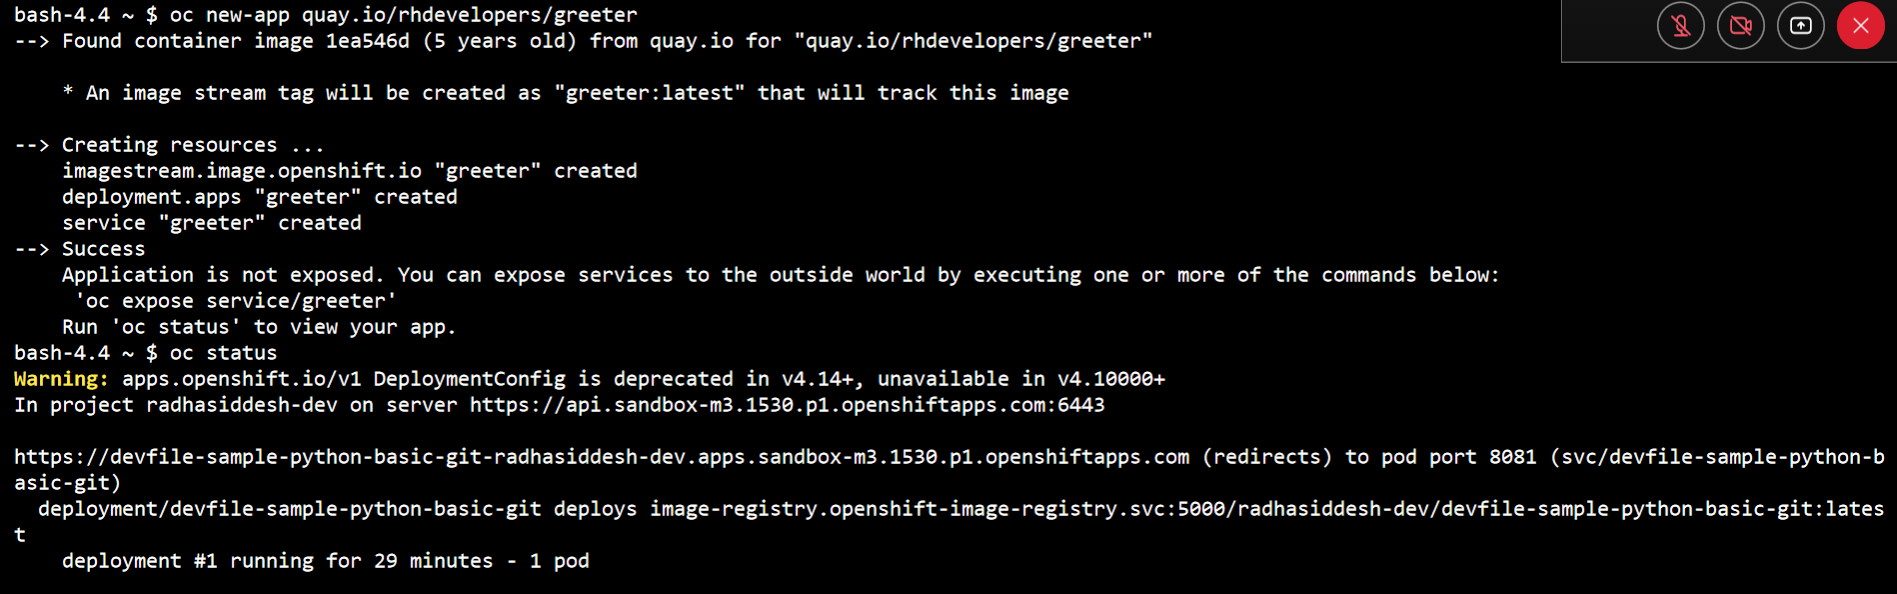 bash-4.4 ~ $ oc new-app quay.io/rhdevelopers/greeter
--> Found container image 1ea546d (5 years old) from quay.io for "quay.io/rhdevelopers/greeter"
* An image stream tag will be created as "greeter:latest" that will track this image
--> Creating resources ...
imagestream.image.openshift.io "greeter" created
deployment.apps "greeter" created
service "greeter" created
--> Success
Application is not exposed. You can expose services to the outside world by executing one or more of the commands below:
'oc expose service/greeter'
Run 'oc status' to view your app.
bash-4.4 ~ $ oc status
Warning: apps.openshift.io/v1 DeploymentConfig is deprecated in v4.14+, unavailable in v4.10000+
In project radhasiddesh-dev on server https://api.sandbox-m3.1530.p1.openshiftapps.com:6443
https://devfile-sample-python-basic-git-radhasiddesh-dev.apps.sandbox-m3.1530.p1.openshiftapps.com (redirects) to pod port 8081 (svc/devfile-sample-python-b
asic-git)
deployment/devfile-sample-python-basic-git deploys image-registry.openshift-image-registry.svc:5000/radhasiddesh-dev/devfile-sample-python-basic-git:lates
t
deployment #1 running for 29 minutes - 1 pod